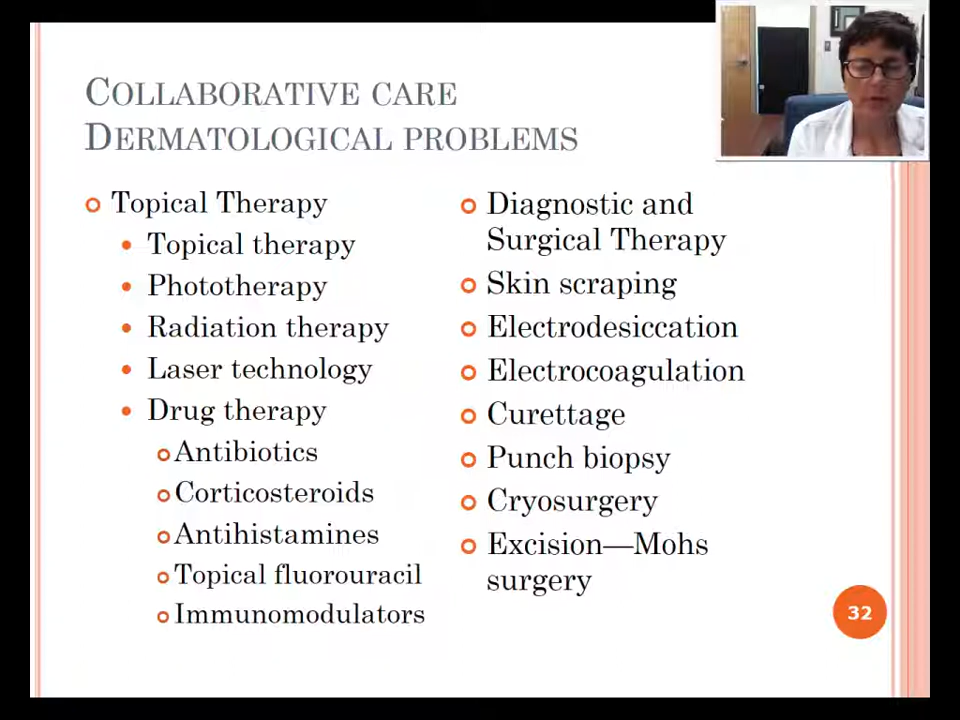 COLLABORATIVE CARE
DERMATOLOGICAL PROBLEMS
Topical Therapy
Topical therapy
Phototherapy
Radiation therapy
Laser technology
Drug therapy
Antibiotics
Corticosteroids
Antihistamines
Topical fluorouracil
Immunomodulators
Diagnostic and
Surgical Therapy
Skin scraping
Electrodesiccation
Electrocoagulation
Curettage
Punch biopsy
Cryosurgery
Excision—Mohs
surgery
32